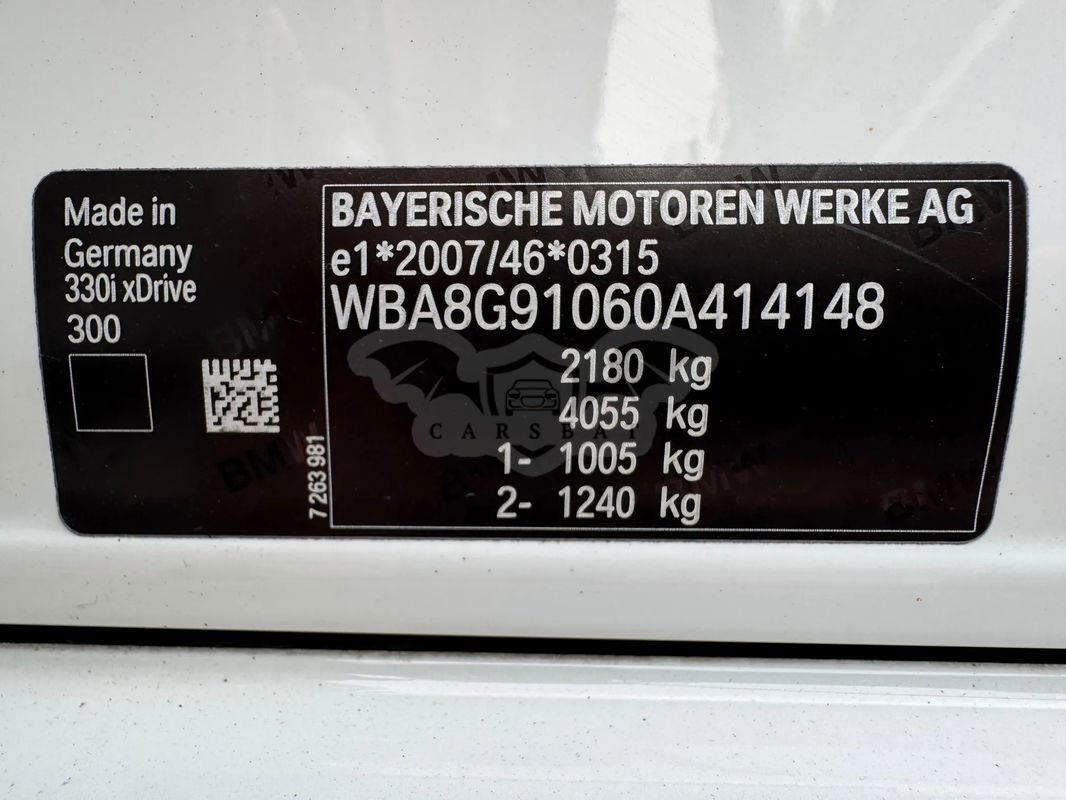 Made in
Germany
330i xDrive
300
7 263 981
BAYERISCHE MOTOREN WERKE AG
e1*2007/46*0315
WBA8G91060A414148
2180 kg
4055 kg
1- 1005 kg
2- 1240 kg
CARSBAT
BMW